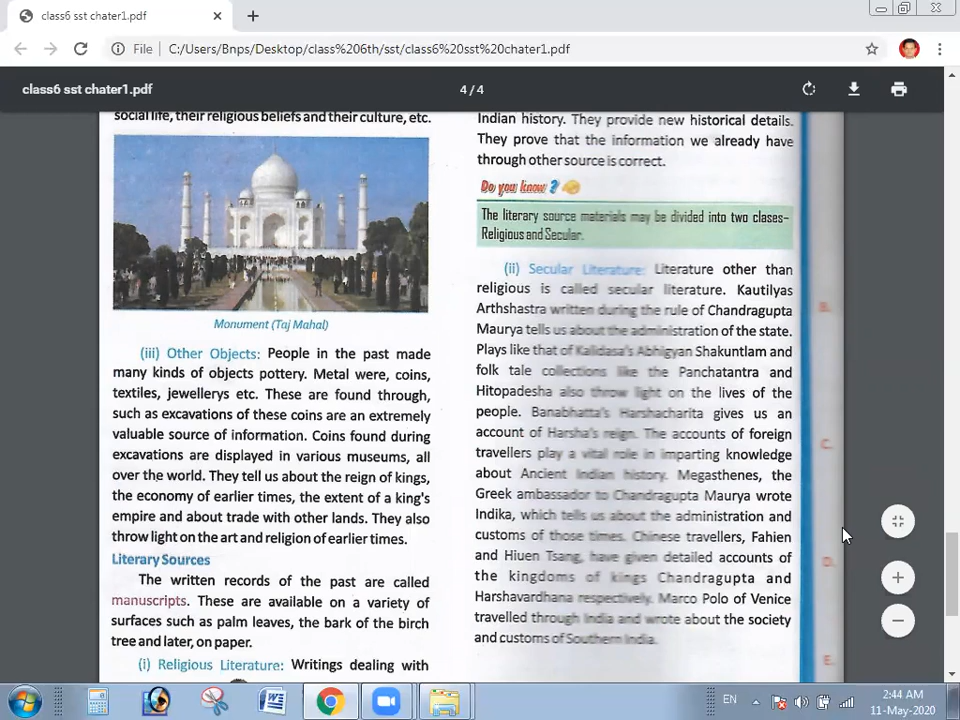 class6 sst chater1.pdf
File
C:/Users/Bnps/Desktop/class%206th/sst/class6%20sst%20chater1.pdf
class6 sst chater1.pdf
4 / 4
social life, their religious beliefs and their culture, etc.
Monument (Taj Mahal)
(iii) Other Objects: People in the past made
many kinds of objects pottery. Metal were, coins,
textiles, jewellerys etc. These are found through,
such as excavations of these coins are an extremely
valuable source of information. Coins found during
excavations are displayed in various museums, all
over the world. They tell us about the reign of kings,
the economy of earlier times, the extent of a king's
empire and about trade with other lands. They also
throw light on the art and religion of earlier times.
Literary Sources
The written records of the past are called
manuscripts. These are available on a variety of
surfaces such as palm leaves, the bark of the birch
tree and later, on paper.
(i) Religious Literature: Writings dealing with
Indian history. They provide new historical details.
They prove that the information we already have
through other source is correct.
Do you know ?
The literary source materials may be divided into two clases-
Religious and Secular.
(ii) Secular Literature: Literature other than
religious is called secular literature. Kautilyas
Arthshastra written during the rule of Chandragupta
Maurya tells us about the administration of the state.
Plays like that of Kalidasa's Abhigyan Shakuntlam and
folk tale collections like the Panchatantra and
Hitopadesha also throw light on the lives of the
people. Banabhatta's Harshacharita gives us an
account of Harsha's reign. The accounts of foreign
travellers play a vital role in imparting knowledge
about Ancient Indian history. Megasthenes, the
Greek ambassador to Chandragupta Maurya wrote
Indika, which tells us about the administration and
customs of those times. Chinese travellers, Fahien
and Hiuen Tsang, have given detailed accounts of
the kingdoms of kings Chandragupta and
Harshavardhana respectively. Marco Polo of Venice
travelled through India and wrote about the society
and customs of Southern India.
B.
C.
D.
E.
EN
2:44 AM
11-May-2020